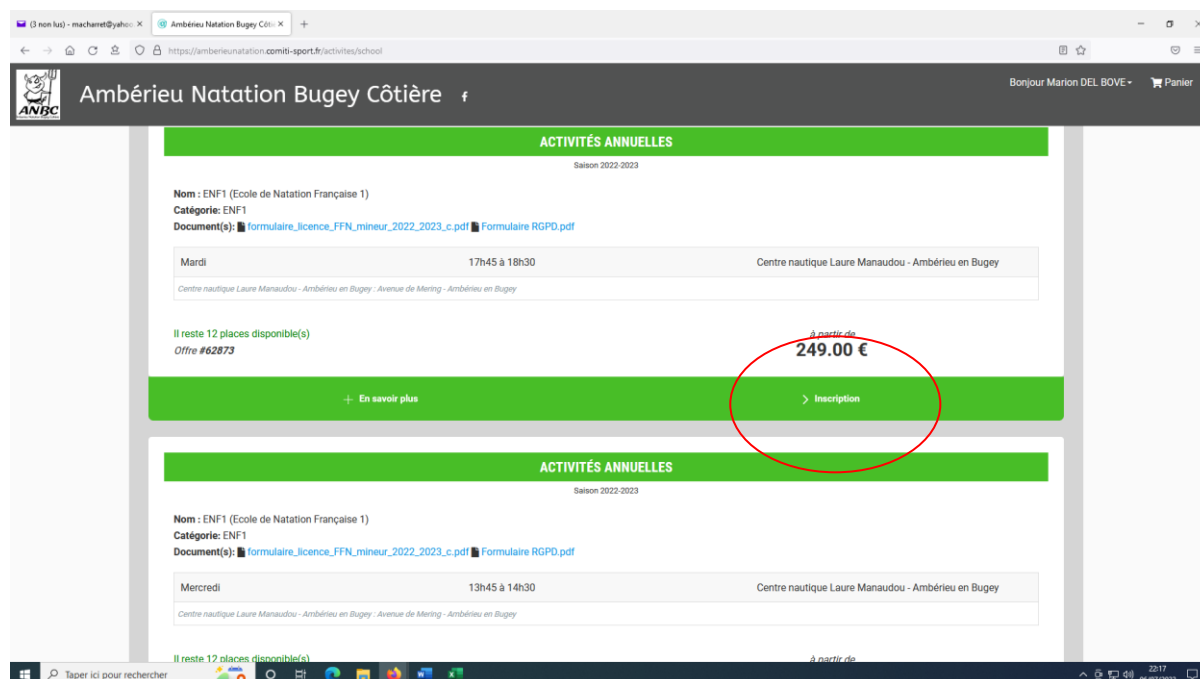 (3 non lus) - macharret@yahoo
Ambérieu Natation Bugey Côti
https://amberieunatation.comiti-sport.fr/activites/school
ANBC
Ambérieu Natation Bugey Côtière
Bonjour Marion DEL BOVE
Panier
ACTIVITÉS ANNUELLES
Saison 2022-2023
Nom : ENF1 (Ecole de Natation Française 1)
Catégorie: ENF1
Document(s): formulaire_licence_FFN_mineur_2022_2023_c.pdf Formulaire RGPD.pdf
Mardi 17h45 à 18h30 Centre nautique Laure Manaudou - Ambérieu en Bugey
Centre nautique Laure Manaudou - Ambérieu en Bugey : Avenue de Mering - Ambérieu en Bugey
Il reste 12 places disponible(s) à partir de
Offre #62873 249.00 €
En savoir plus Inscription
ACTIVITÉS ANNUELLES
Saison 2022-2023
Nom : ENF1 (Ecole de Natation Française 1)
Catégorie: ENF1
Document(s): formulaire_licence_FFN_mineur_2022_2023_c.pdf Formulaire RGPD.pdf
Mercredi 13h45 à 14h30 Centre nautique Laure Manaudou - Ambérieu en Bugey
Centre nautique Laure Manaudou - Ambérieu en Bugey : Avenue de Mering - Ambérieu en Bugey
Il reste 12 places disponible(s) à partir de
Taper ici pour rechercher
22:17